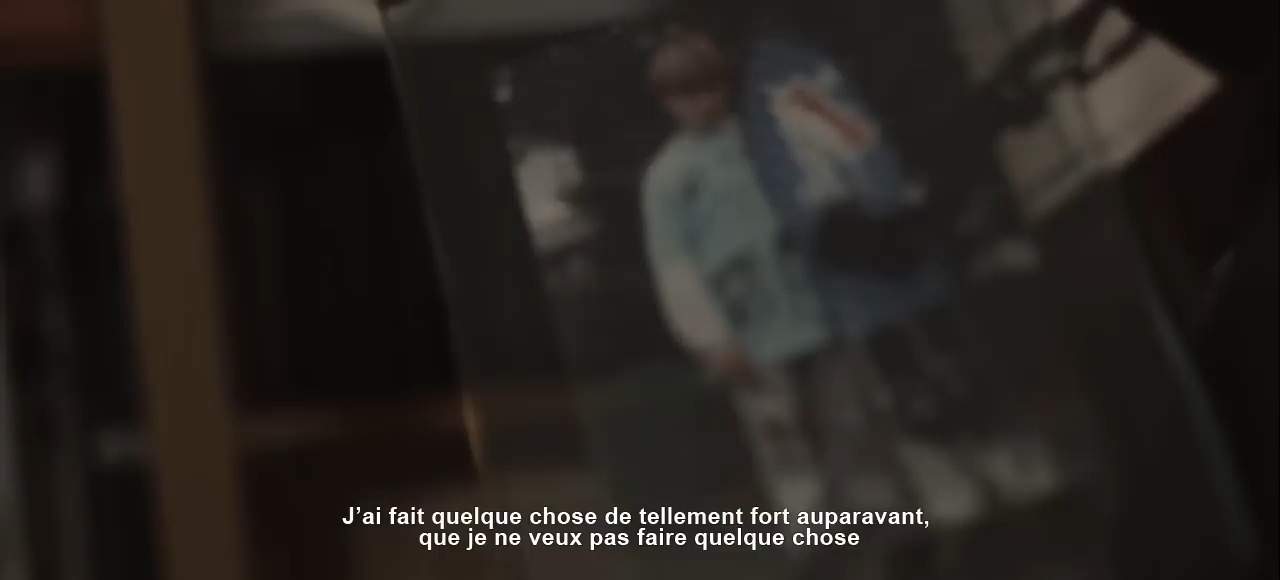 J’ai fait quelque chose de tellement fort auparavant,
que je ne veux pas faire quelque chose